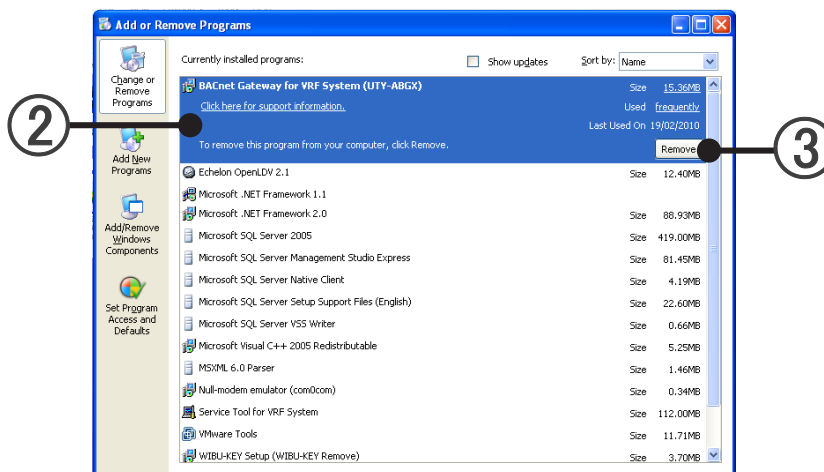 Add or Remove Programs
Change or
Remove
Programs
Add New
Programs
Add/Remove
Windows
Components
Set Program
Access and
Defaults
Currently installed programs:
Show updates
Sort by: Name
BACnet Gateway for VRF System (UTY-ABGX) Size 15.36MB
Click here for support information. Used frequently
Last Used On 19/02/2010
To remove this program from your computer, click Remove. Remove
Echelon OpenLDV 2.1 Size 12.40MB
Microsoft .NET Framework 1.1
Microsoft .NET Framework 2.0 Size 88.93MB
Microsoft SQL Server 2005 Size 419.00MB
Microsoft SQL Server Management Studio Express Size 81.45MB
Microsoft SQL Server Native Client Size 4.19MB
Microsoft SQL Server Setup Support Files (English) Size 22.60MB
Microsoft SQL Server VSS Writer Size 0.66MB
Microsoft Visual C++ 2005 Redistributable Size 5.25MB
MSXML 6.0 Parser Size 1.46MB
Null-modem emulator (com0com) Size 0.34MB
Service Tool for VRF System Size 112.00MB
VMware Tools Size 11.71MB
WIBU-KEY Setup (WIBU-KEY Remove) Size 3.70MB
2
3